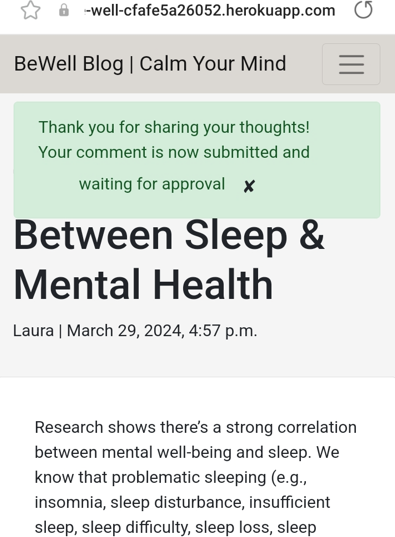 -well-cfafe5a26052.herokuapp.com
BeWell Blog | Calm Your Mind
Thank you for sharing your thoughts!
Your comment is now submitted and
waiting for approval ✘
Between Sleep &
Mental Health
Laura | March 29, 2024, 4:57 p.m.
Research shows there’s a strong correlation
between mental well-being and sleep. We
know that problematic sleeping (e.g.,
insomnia, sleep disturbance, insufficient
sleep, sleep difficulty, sleep loss, sleep